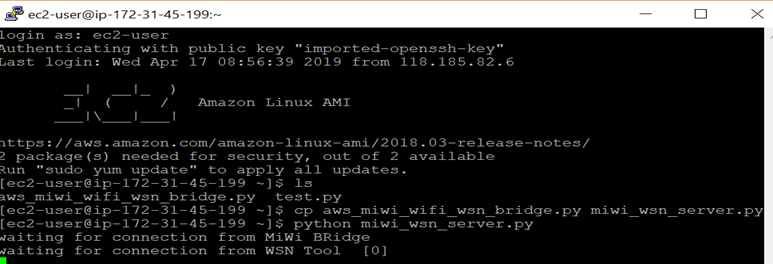 ec2-user@ip-172-31-45-199:~
login as: ec2-user
Authenticating with public key "imported-openssh-key"
Last login: Wed Apr 17 08:56:39 2019 from 118.185.82.6
__|  __|_  )
_|  (     /   Amazon Linux AMI
___|\___|___|
https://aws.amazon.com/amazon-linux-ami/2018.03-release-notes/
2 package(s) needed for security, out of 2 available
Run "sudo yum update" to apply all updates.
[ec2-user@ip-172-31-45-199 ~]$ ls
aws_miwi_wifi_wsn_bridge.py  test.py
[ec2-user@ip-172-31-45-199 ~]$ cp aws_miwi_wifi_wsn_bridge.py miwi_wsn_server.py
[ec2-user@ip-172-31-45-199 ~]$ python miwi_wsn_server.py
waiting for connection from MiWi BRidge
waiting for connection from WSN Tool  [0]